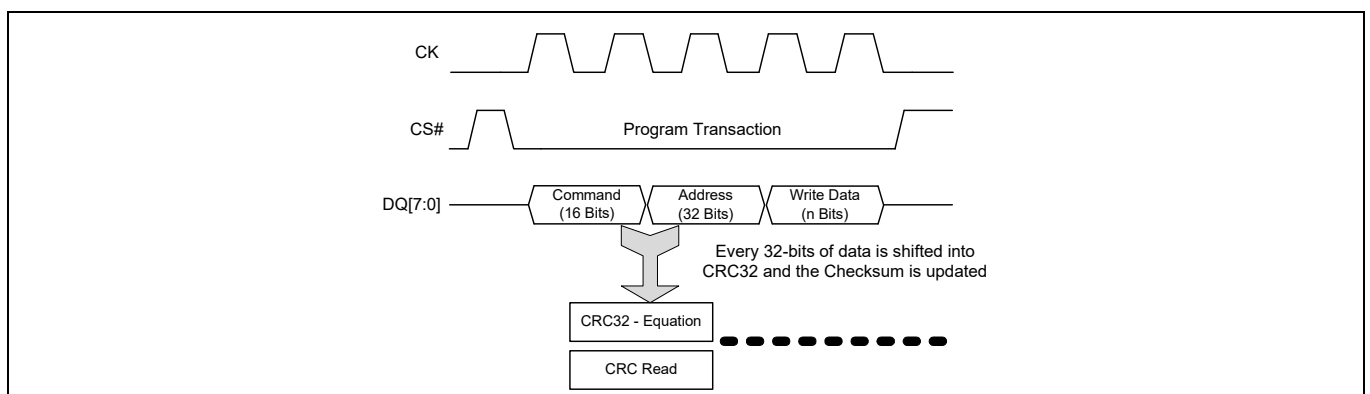 CK
CS#
Program Transaction
DQ[7:0]
Command
(16 Bits)
Address
(32 Bits)
Write Data
(n Bits)
Every 32-bits of data is shifted into
CRC32 and the Checksum is updated
CRC32 - Equation
CRC Read